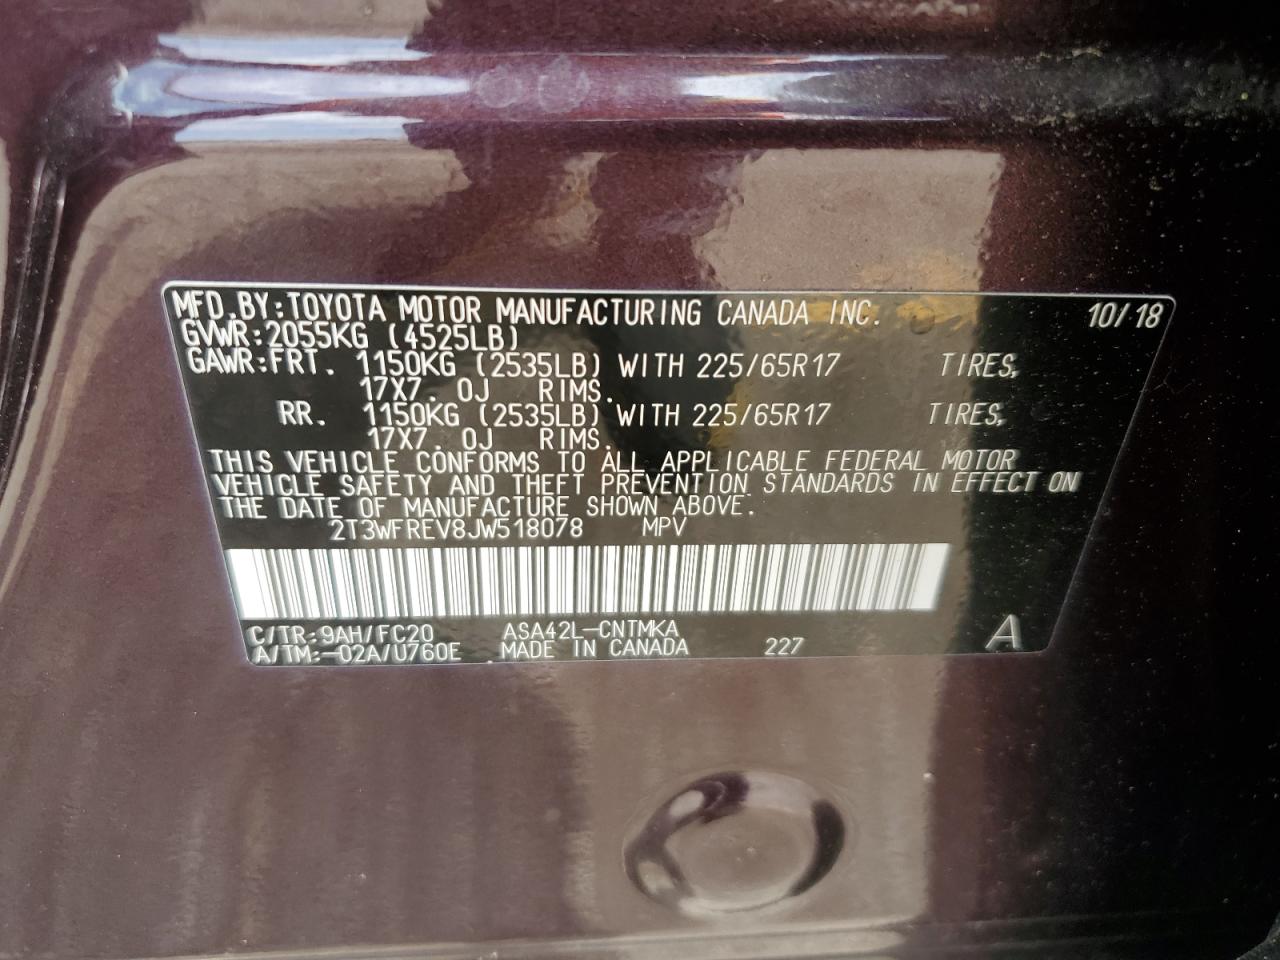 MFD.BY:TOYOTA MOTOR MANUFACTURING CANADA INC. 10/18
GVWR:2055KG (4525LB)
GAWR:FRT. 1150KG (2535LB) WITH 225/65R17 TIRES,
17X7.0J RIMS.
RR. 1150KG (2535LB) WITH 225/65R17 TIRES,
17X7.0J RIMS.
THIS VEHICLE CONFORMS TO ALL APPLICABLE FEDERAL MOTOR
VEHICLE SAFETY AND THEFT PREVENTION STANDARDS IN EFFECT ON
THE DATE OF MANUFACTURE SHOWN ABOVE.
2T3WFREV8JW518078 MPV
C/TR:9AH/FC20 ASA42L-CNTMKA
A/TM:-02A/U760E MADE IN CANADA 227 A